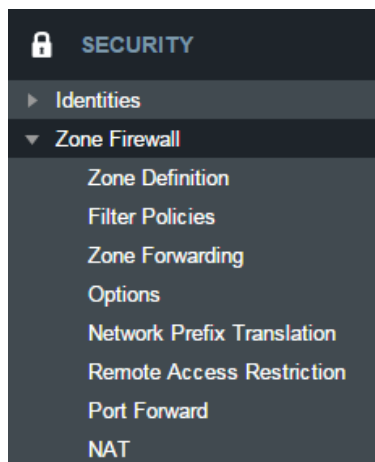 SECURITY
Identities
Zone Firewall
Zone Definition
Filter Policies
Zone Forwarding
Options
Network Prefix Translation
Remote Access Restriction
Port Forward
NAT